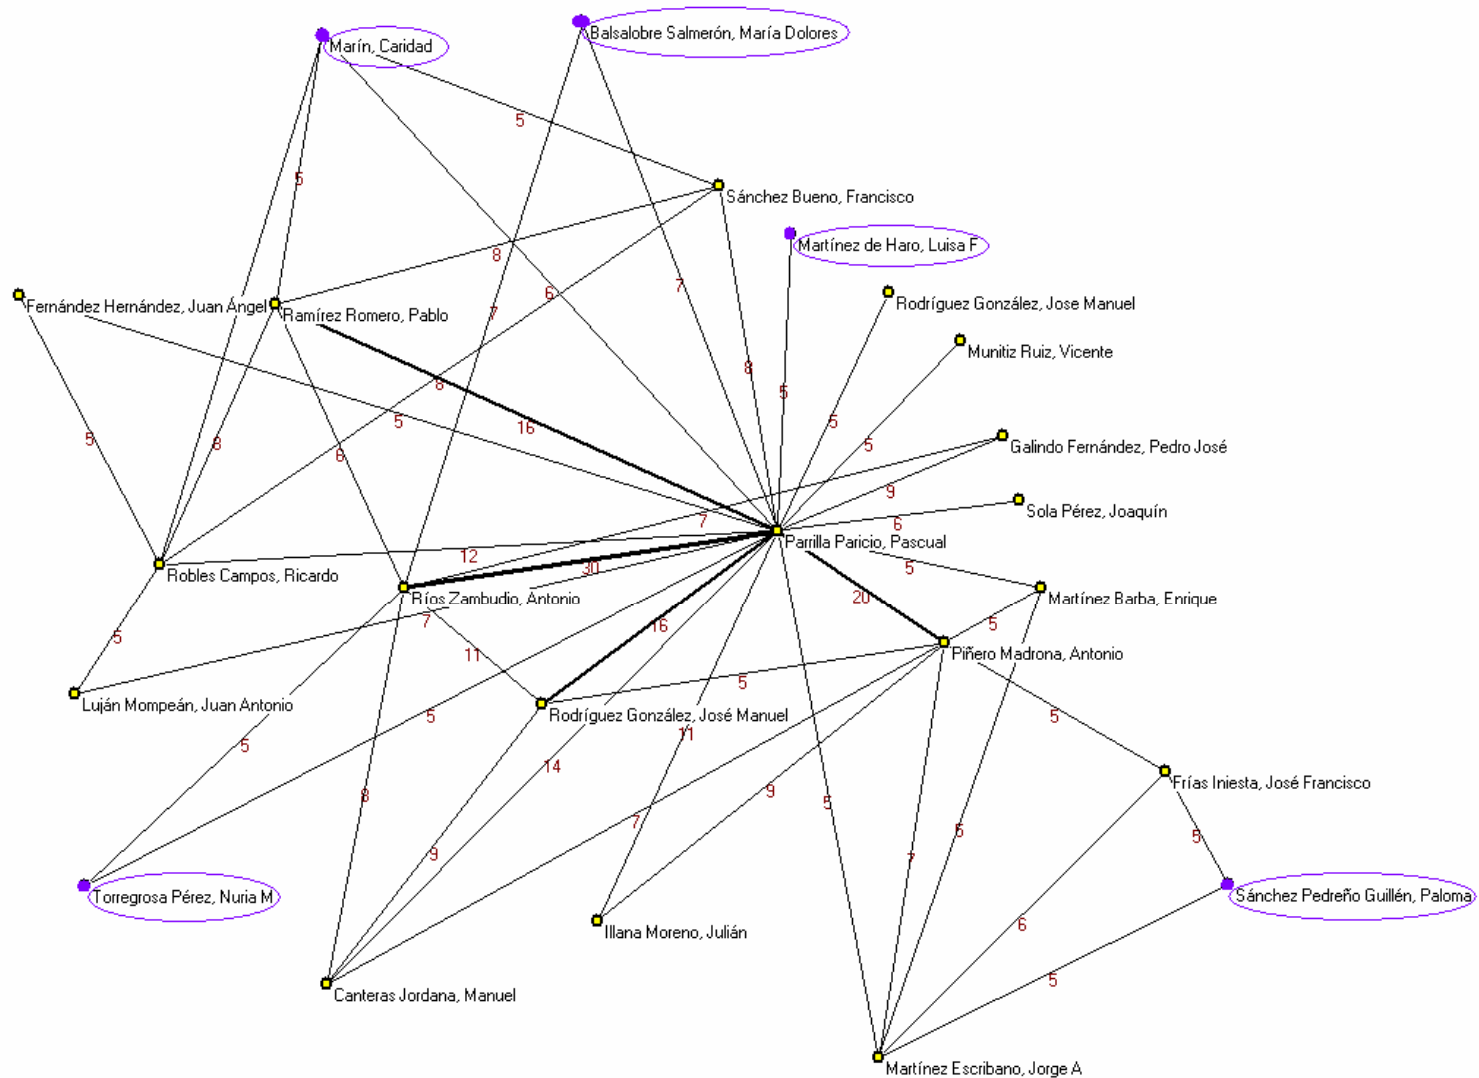 Balsalobre Salmerón, María Dolores
Marín, Caridad
5
5
Sánchez Bueno, Francisco
Martínez de Haro, Luisa F
8
7
6
7
Fernández Hernández, Juan Angel
Ramírez Romero, Pablo
Rodríguez González, Jose Manuel
Munitiz Ruiz, Vicente
8
8
5
5
16
5
5
5
8
6
Galindo Fernández, Pedro José
9
Sola Pérez, Joaquín
7
6
Parrilla Paricio, Pascual
12
30
5
Robles Campos, Ricardo
Ríos Zambudio, Antonio
20
Martínez Barba, Enrique
7
16
5
5
11
Piñero Madrona, Antonio
5
Luján Mompeán, Juan Antonio
Rodríguez González, José Manuel
5
5
11
5
14
Frías Iniesta, José Francisco
8
9
5
7
6
5
9
7
Torregrosa Pérez, Nuria M
Sánchez Pedreño Guillén, Paloma
Illana Moreno, Julián
6
5
Canteras Jordana, Manuel
Martínez Escribano, Jorge A